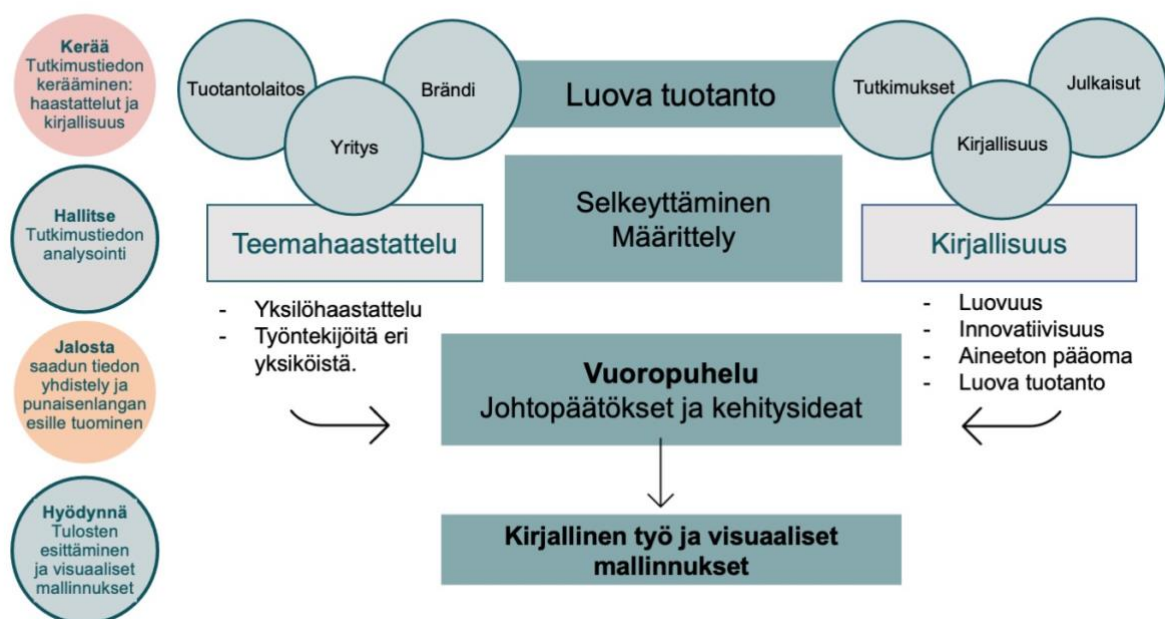 Kerää
Tutkimustiedon
kerääminen:
haastattelut ja
kirjallisuus
Hallitse
Tutkimustiedon
analysointi
Jalosta
saadun tiedon
yhdistely ja
punaisenlangan
esille tuominen
Hyödynnä
Tulosten
esittäminen
ja visuaaliset
mallinnukset
Tuotantolaitos
Yritys
Brändi
Teemahaastattelu
- Yksilöhaastattelu
- Työntekijöitä eri
yksiköistä.
Luova tuotanto
Selkeyttäminen
Määrittely
Tutkimukset
Kirjallisuus
Julkaisut
Kirjallisuus
- Luovuus
- Innovatiivisuus
- Aineeton pääoma
- Luova tuotanto
Vuoropuhelu
Johtopäätökset ja kehitysideat
Kirjallinen työ ja visuaaliset
mallinnukset